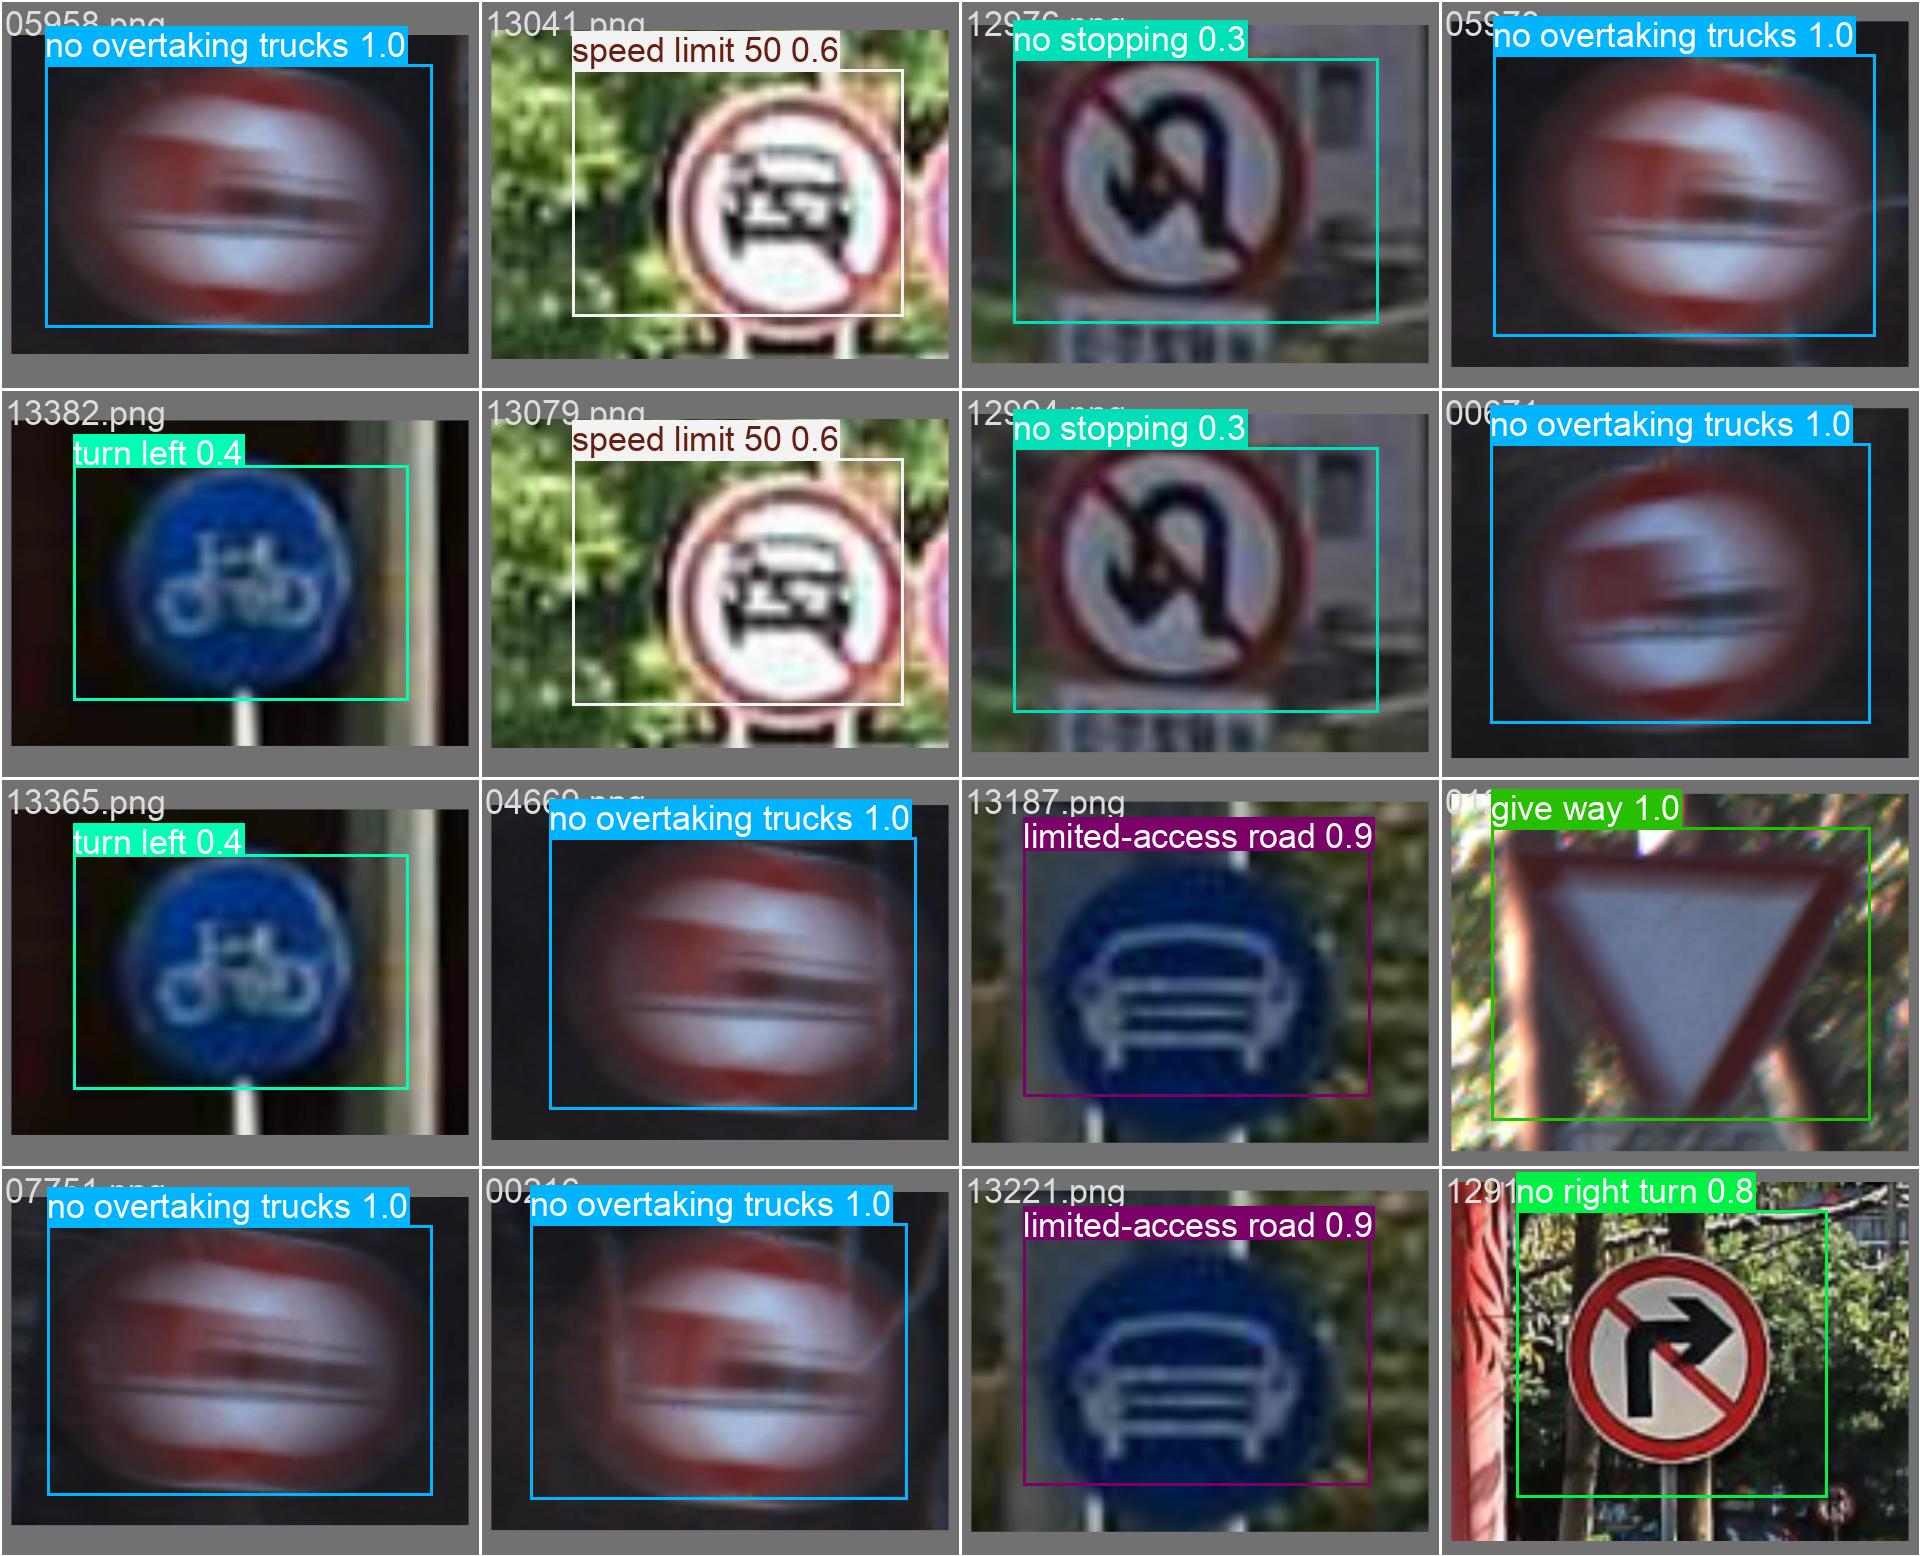 05958.png
no overtaking trucks 1.0
13041.png
speed limit 50 0.6
no stopping 0.3
no overtaking trucks 1.0
13382.png
turn left 0.4
13079.png
speed limit 50 0.6
no stopping 0.3
no overtaking trucks 1.0
13365.png
turn left 0.4
no overtaking trucks 1.0
13187.png
limited-access road 0.9
give way 1.0
no overtaking trucks 1.0
no overtaking trucks 1.0
13221.png
limited-access road 0.9
1291
no right turn 0.8